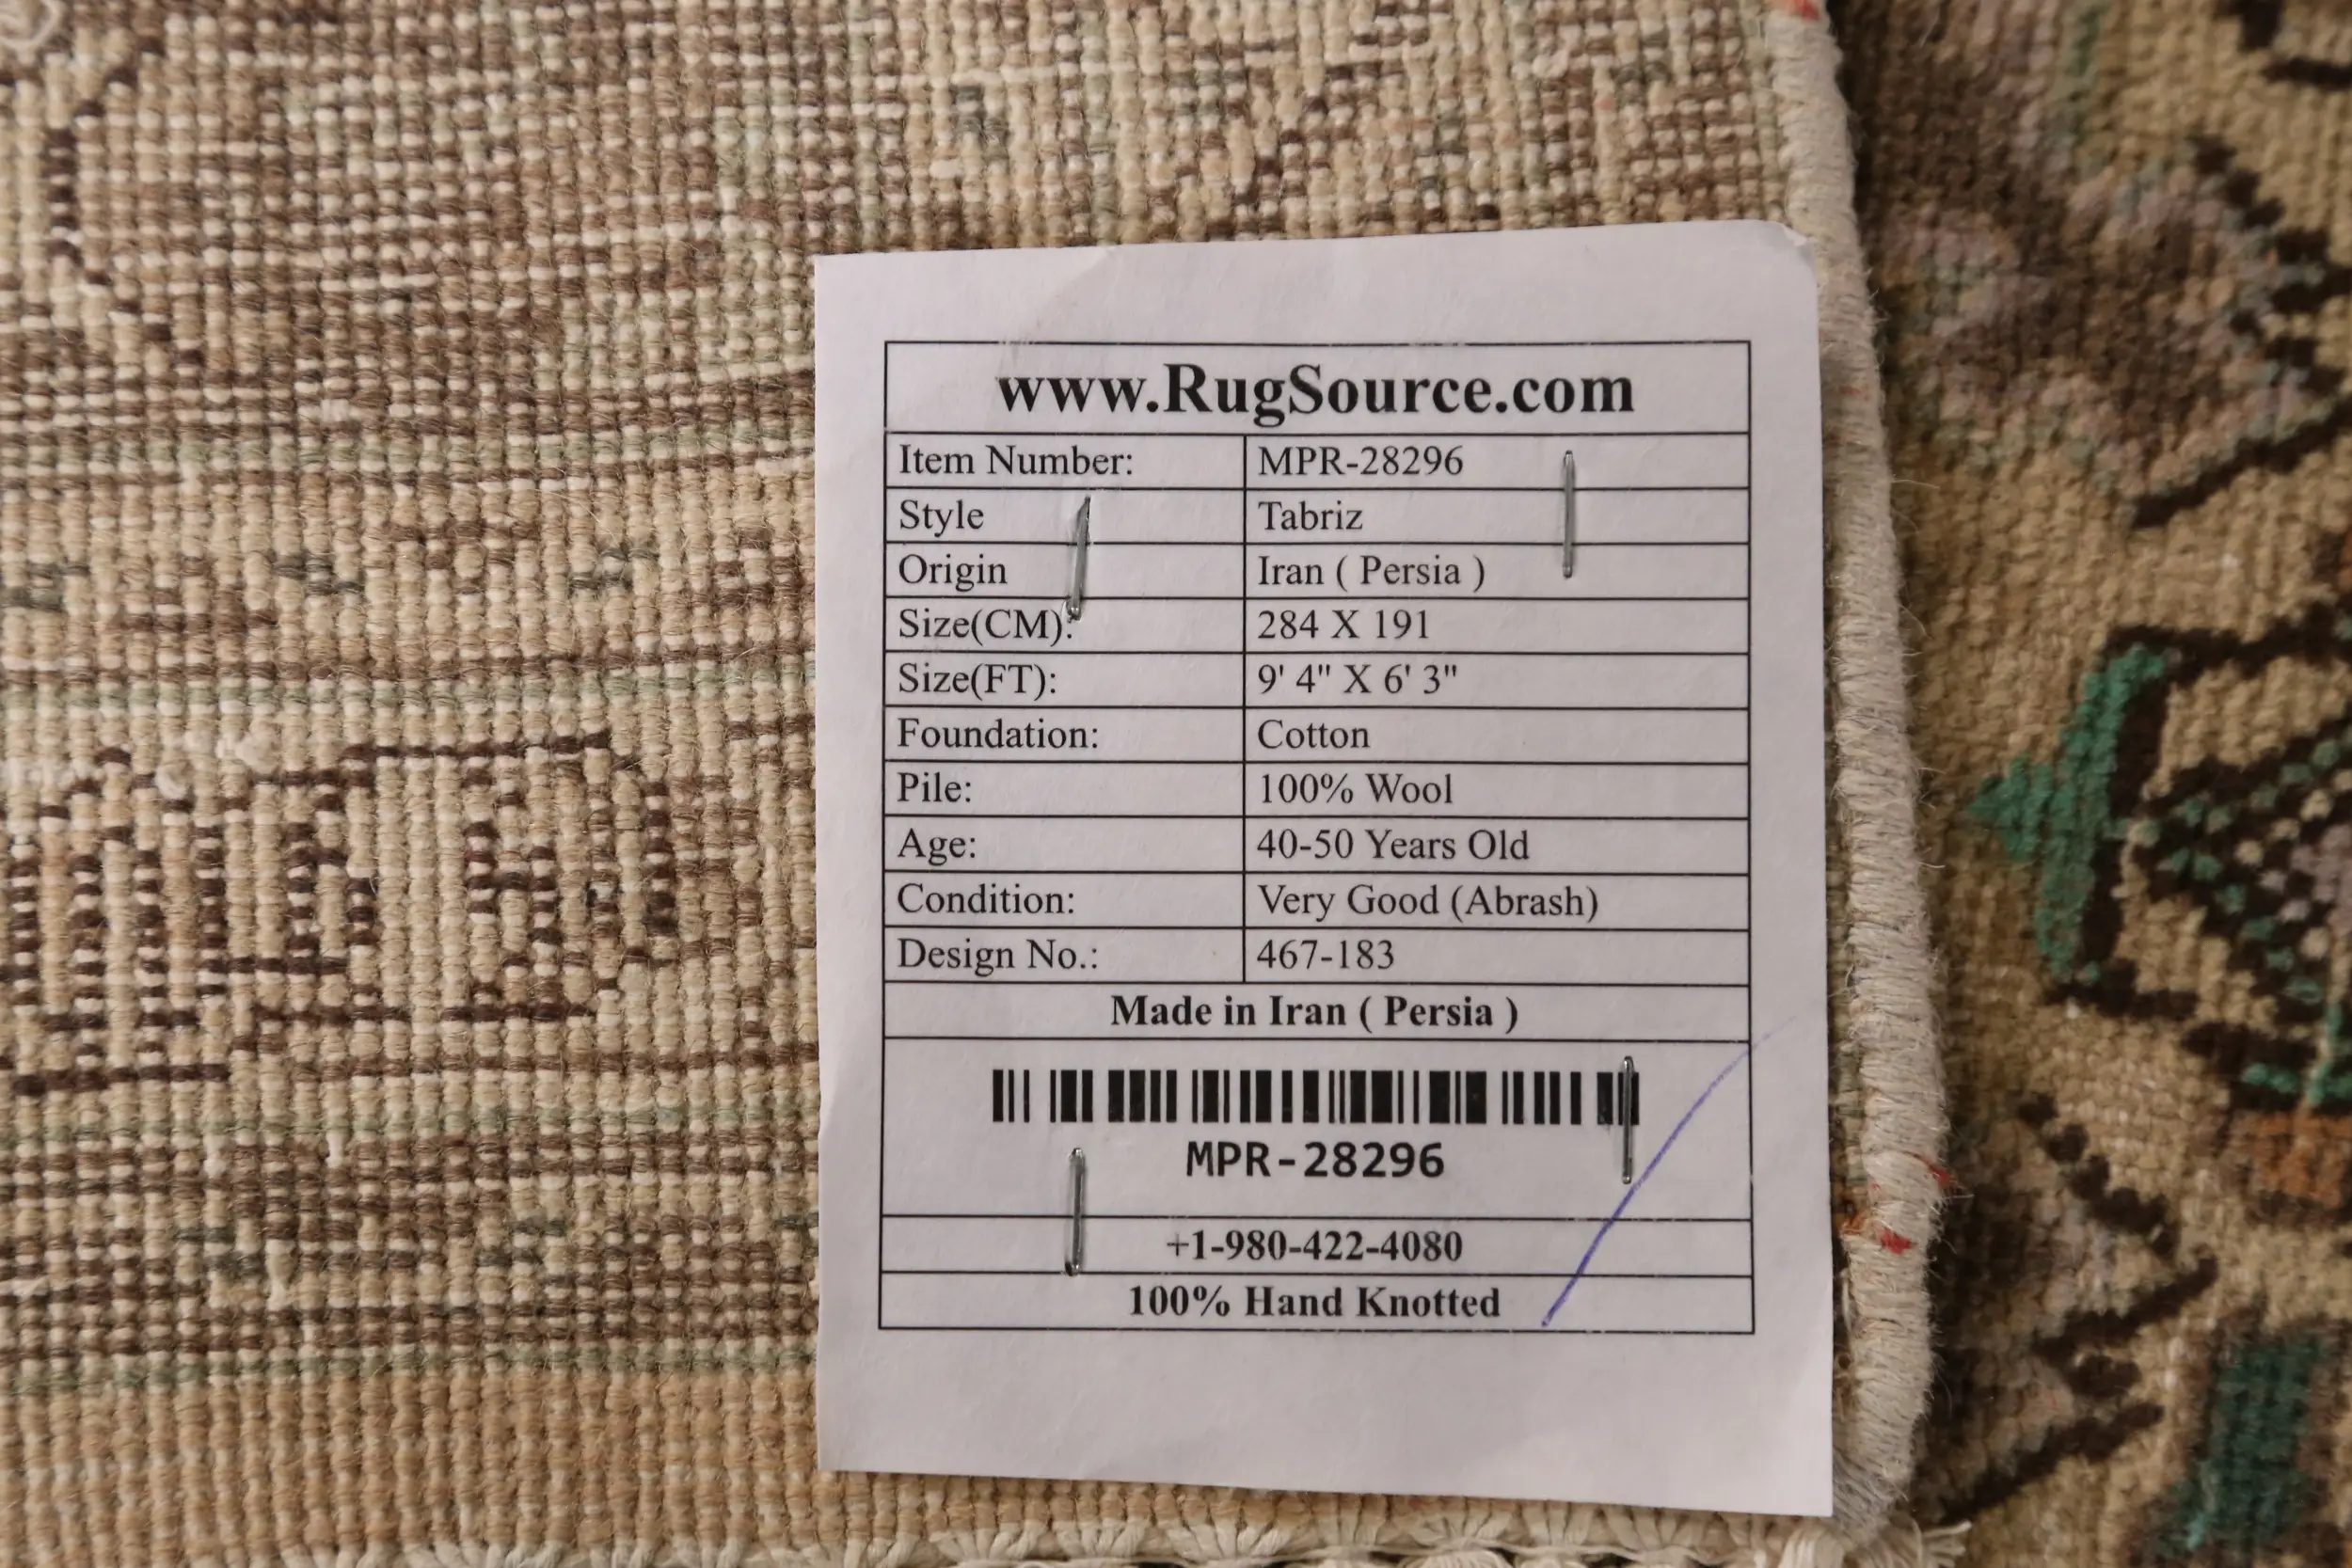 www.RugSource.com
Item Number: MPR-28296
Style Tabriz
Origin Iran ( Persia )
Size(CM): 284 X 191
Size(FT): 9' 4" X 6' 3"
Foundation: Cotton
Pile: 100% Wool
Age: 40-50 Years Old
Condition: Very Good (Abrash)
Design No.: 467-183
Made in Iran ( Persia )
MPR-28296
+1-980-422-4080
100% Hand Knotted